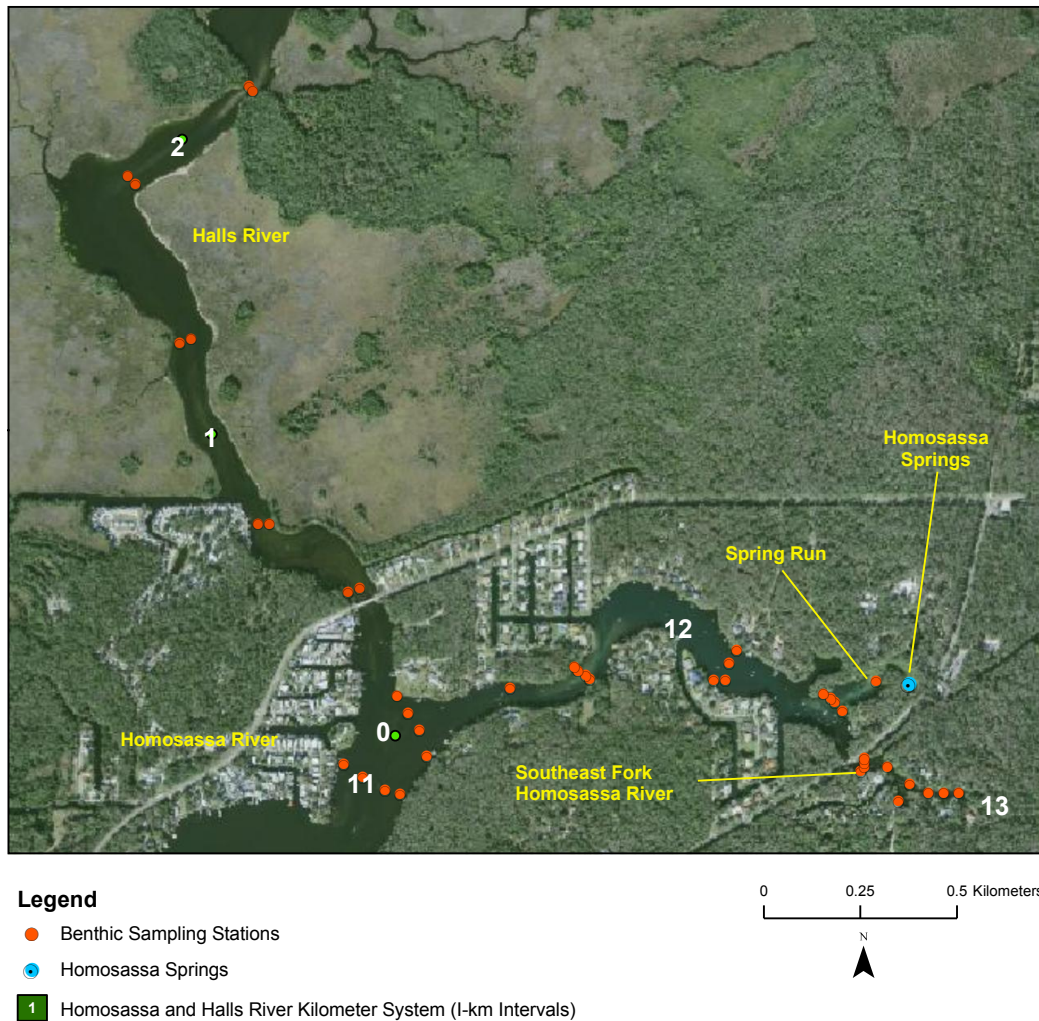 2
Halls River
1
Homosassa
Springs
Spring Run
12
0
Homosassa River
11
Southeast Fork
Homosassa River
13
Legend
Benthic Sampling Stations
Homosassa Springs
1 Homosassa and Halls River Kilometer System (I-km Intervals)
0 0.25 0.5 Kilometers
N